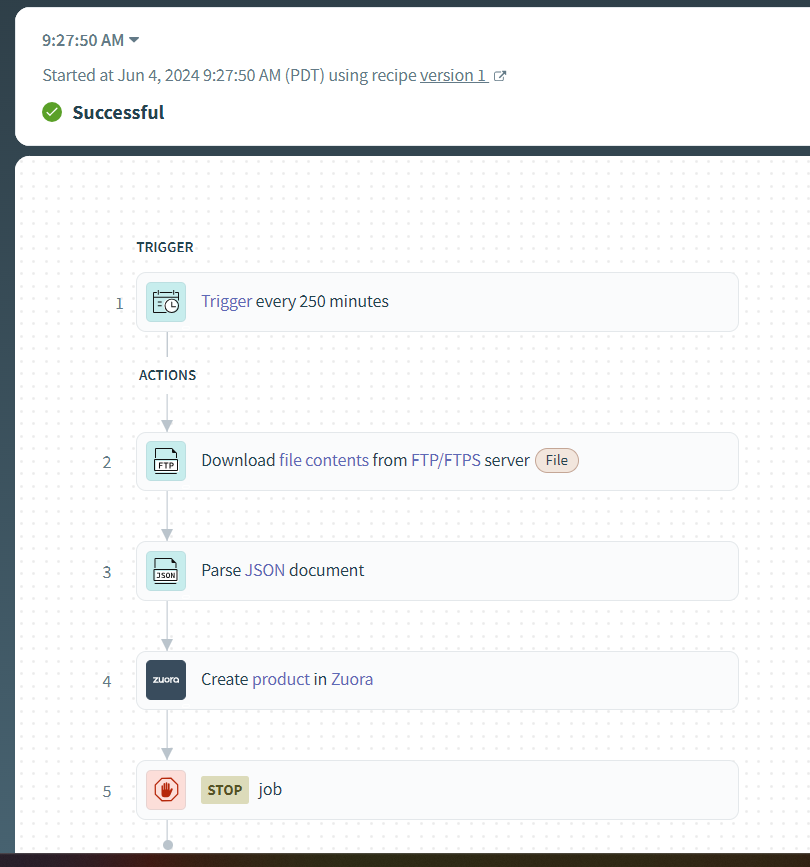 9:27:50 AM
Started at Jun 4, 2024 9:27:50 AM (PDT) using recipe version 1
Successful
TRIGGER
1 Trigger every 250 minutes
ACTIONS
2 FTP Download file contents from FTP/FTPS server File
3 JSON Parse JSON document
4 zuora Create product in Zuora
5 STOP job